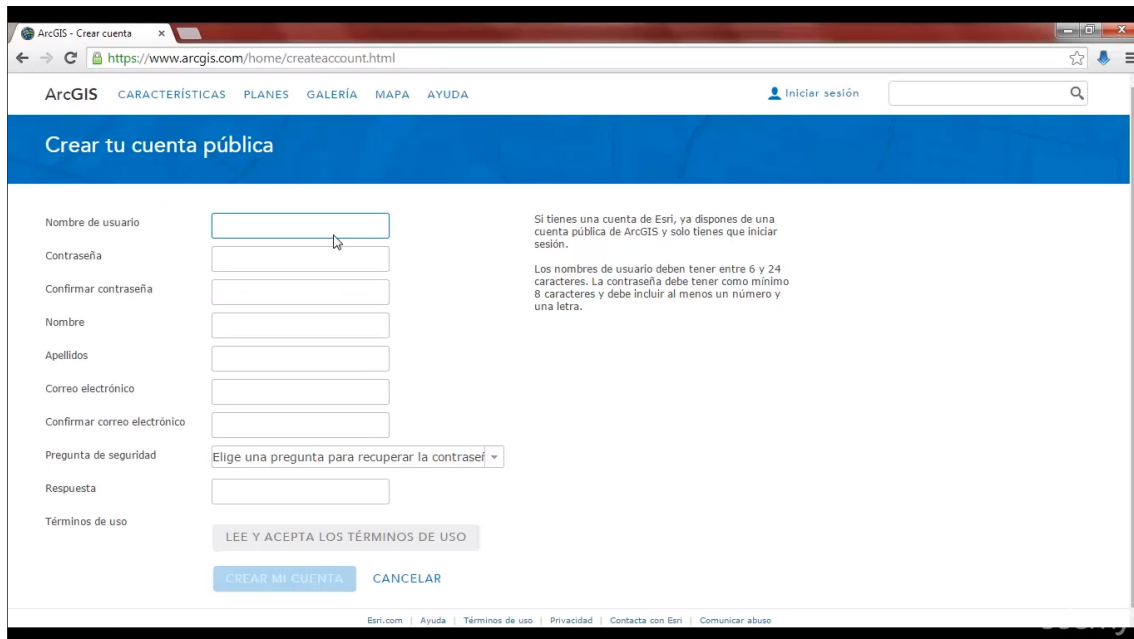 ArcGIS - Crear cuenta
https://www.arcgis.com/home/createaccount.html
ArcGIS CARACTERÍSTICAS PLANES GALERÍA MAPA AYUDA Iniciar sesión
Crear tu cuenta pública
Nombre de usuario
Contraseña
Confirmar contraseña
Nombre
Apellidos
Correo electrónico
Confirmar correo electrónico
Pregunta de seguridad Elige una pregunta para recuperar la contraseñ
Respuesta
Términos de uso
LEE Y ACEPTA LOS TÉRMINOS DE USO
CREAR MI CUENTA CANCELAR
Si tienes una cuenta de Esri, ya dispones de una
cuenta pública de ArcGIS y solo tienes que iniciar
sesión.
Los nombres de usuario deben tener entre 6 y 24
caracteres. La contraseña debe tener como mínimo
8 caracteres y debe incluir al menos un número y
una letra.
Esri.com | Ayuda | Términos de uso | Privacidad | Contacta con Esri | Comunicar abuso